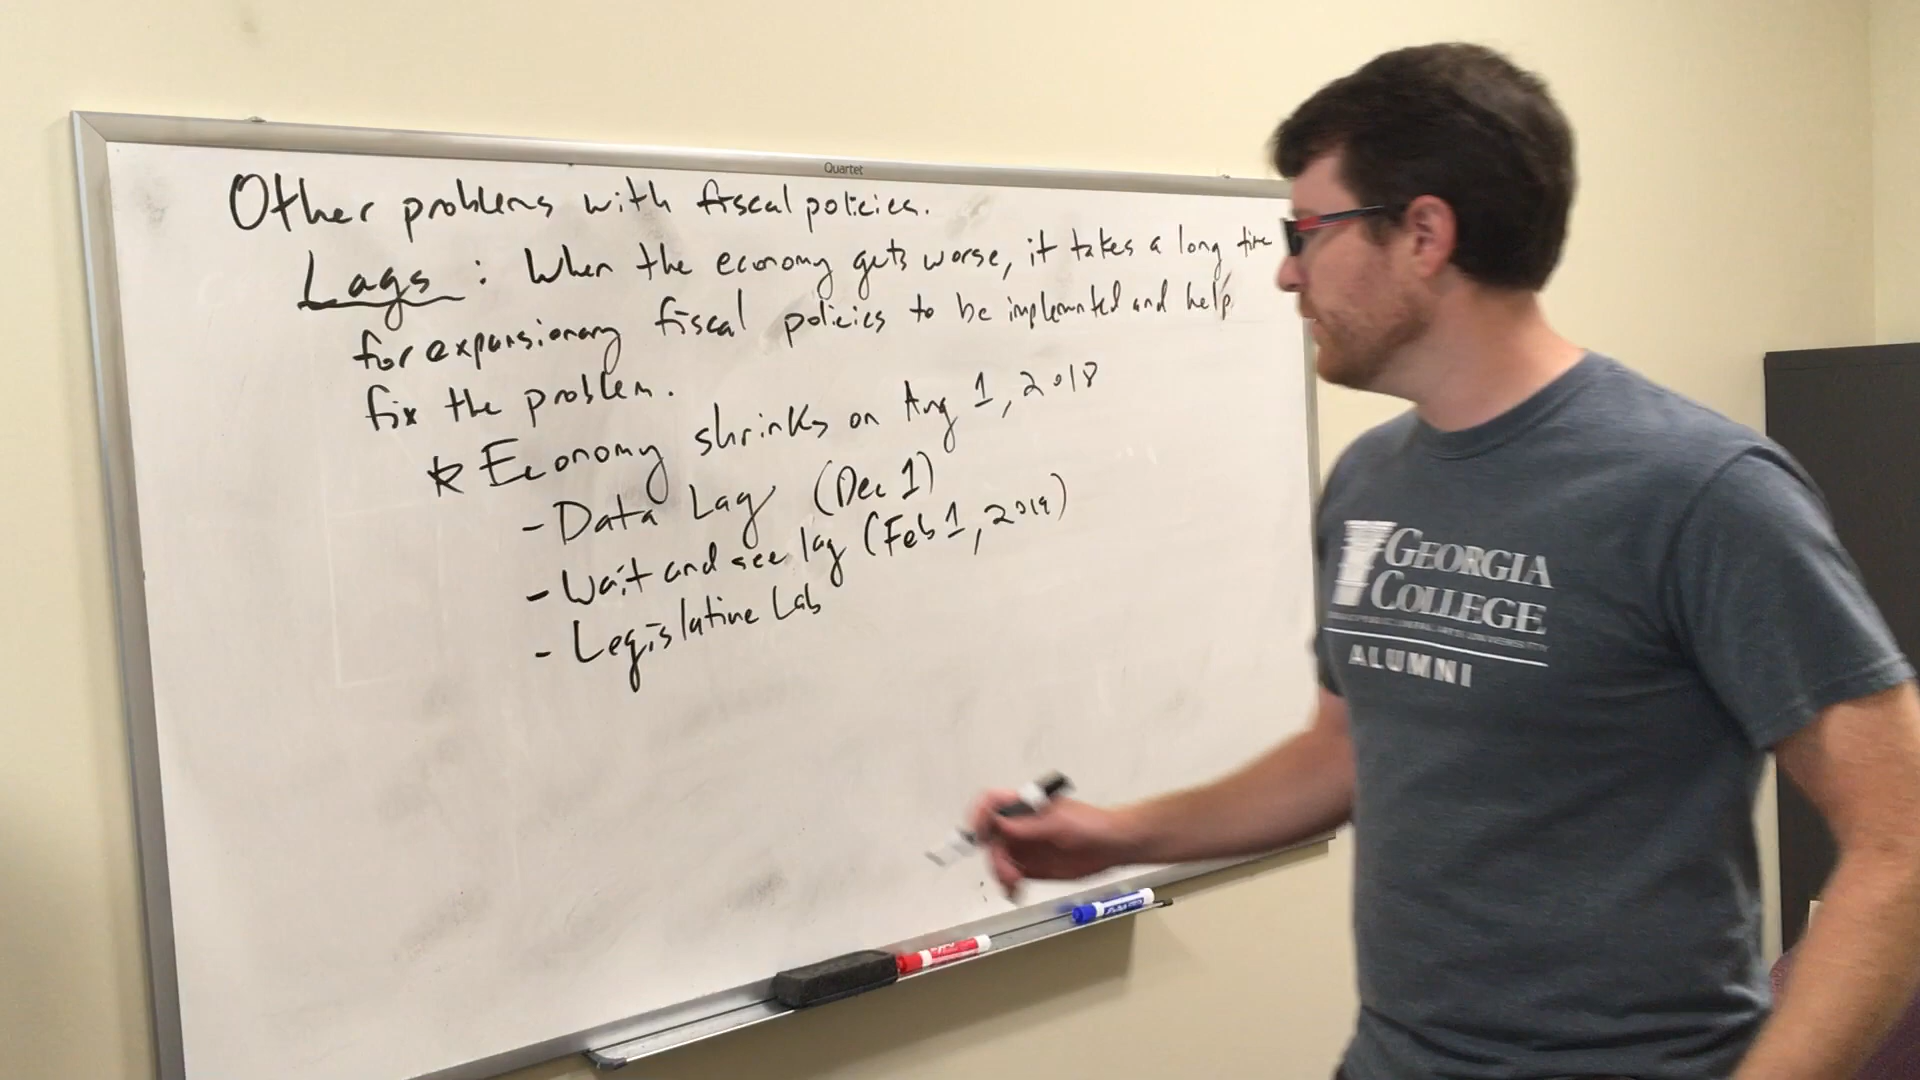 Quartet
Other problems with fiscal policies.
Lags: When the economy gets worse, it takes a long time
for expansionary fiscal policies to be implemented and help
fix the problem.
* Economy shrinks on Aug 1, 2018
- Data Lag (Dec 1)
- Wait and see lag (Feb 1, 2019)
- Legislative Lab
GEORGIA
COLLEGE
ALUMNI